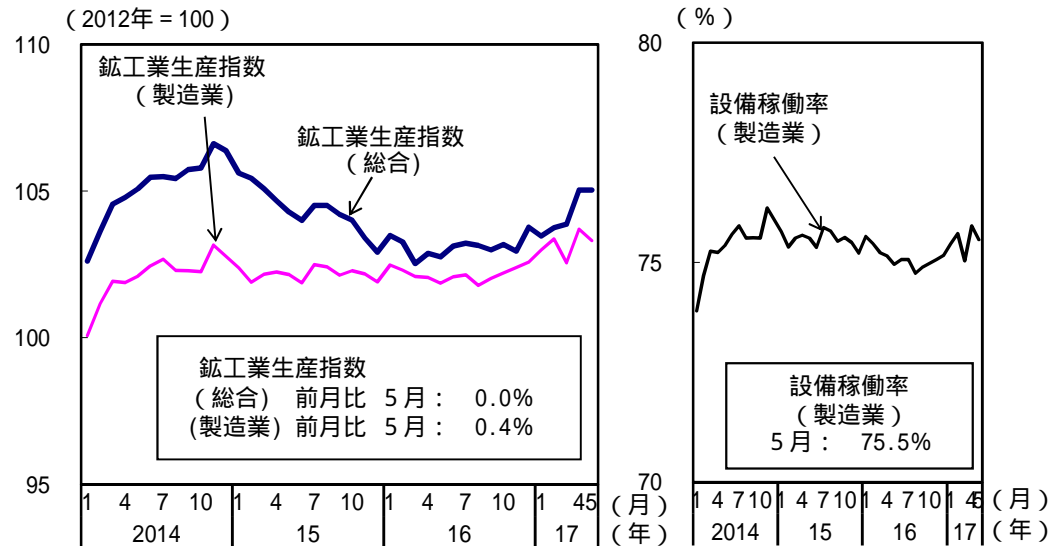 （2012年＝100）
110
105
100
95
鉱工業生産指数
（製造業)
鉱工業生産指数
（総合）
鉱工業生産指数
（総合） 前月比 5月： 0.0%
(製造業) 前月比 5月： 0.4%
1 4 7 10 1 4 7 10 1 4 7 10 1 45 （月）
2014 15 16 17 （年）
（%）
80
75
70
設備稼働率
（製造業）
設備稼働率
（製造業）
5月： 75.5%
1 4 7 10 1 4 7 10 1 4 7 10 1 4 5 （月）
2014 15 16 17 （年）